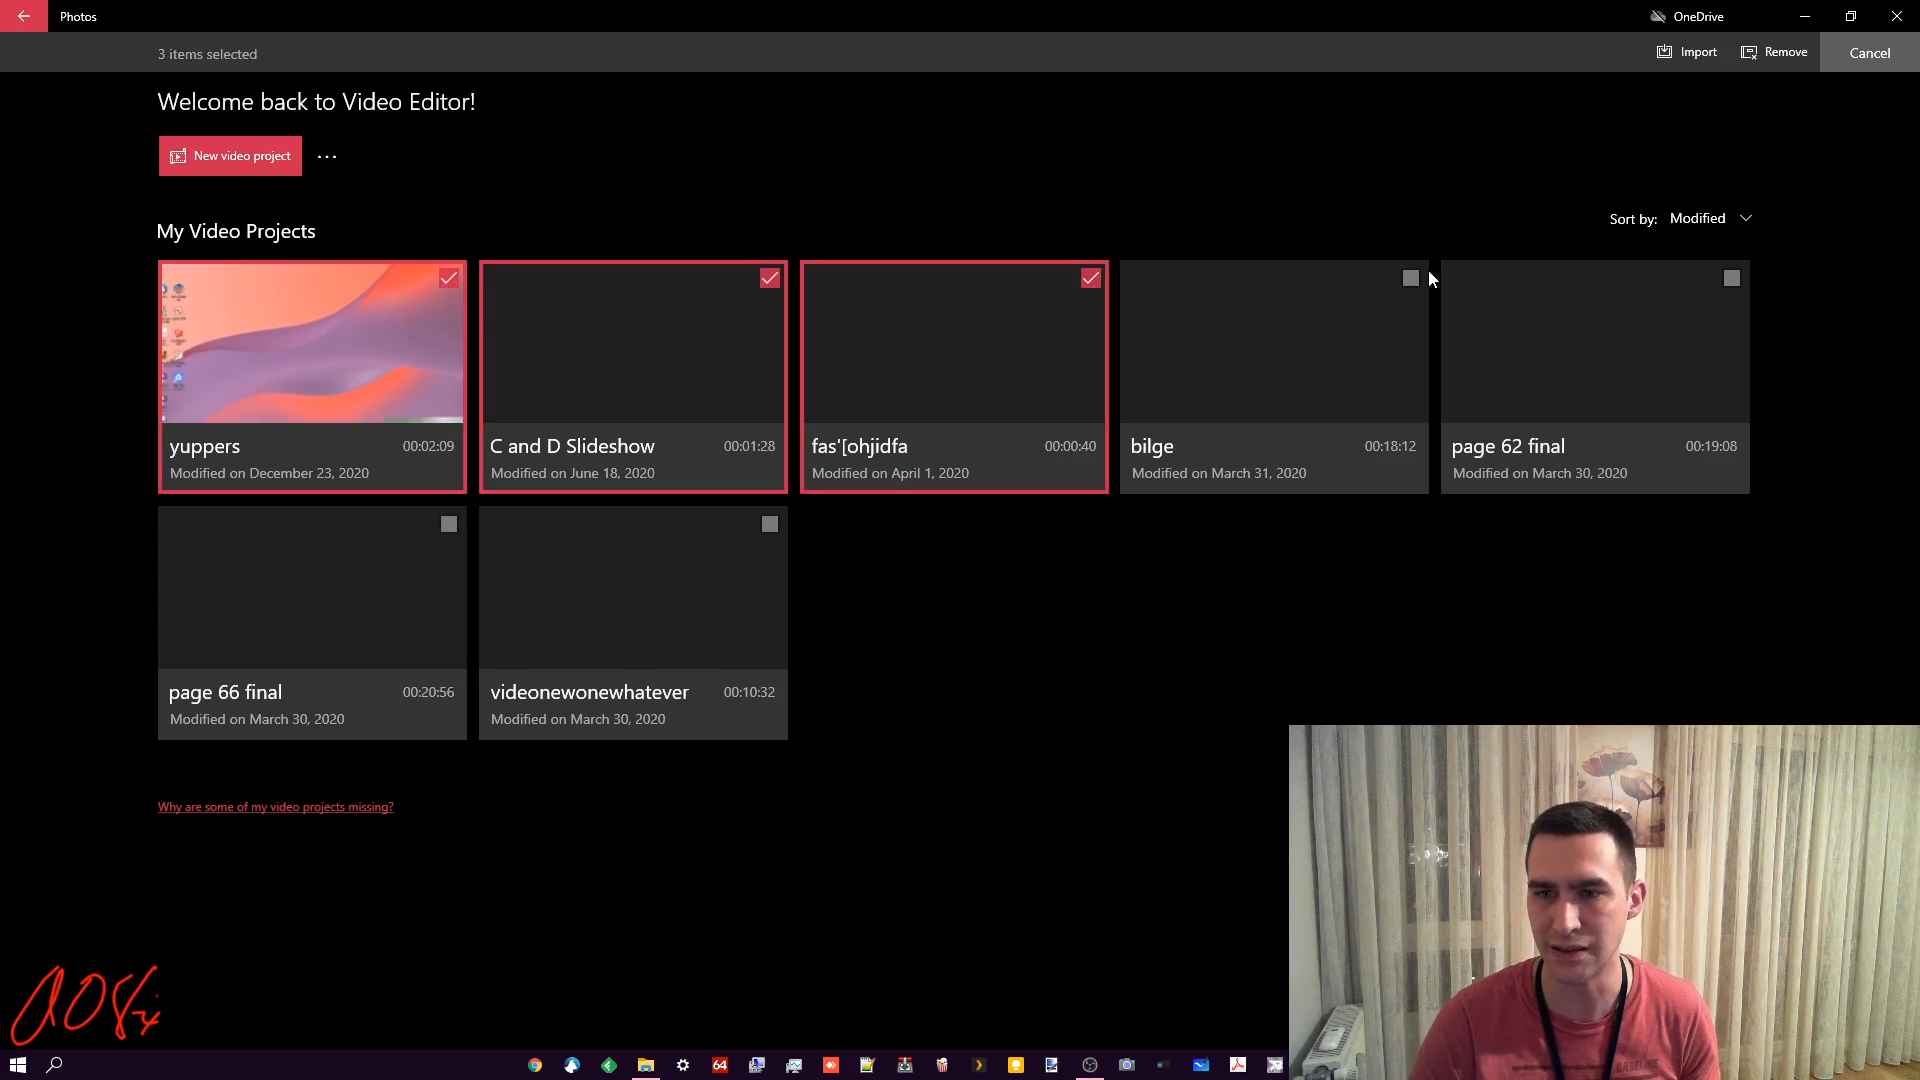 Photos
OneDrive
3 items selected
Import
Remove
Cancel
Welcome back to Video Editor!
New video project
...
My Video Projects
Sort by: Modified
yuppers 00:02:09
Modified on December 23, 2020
C and D Slideshow 00:01:28
Modified on June 18, 2020
fas'[ohjidfa 00:00:40
Modified on April 1, 2020
bilge 00:18:12
Modified on March 31, 2020
page 62 final 00:19:08
Modified on March 30, 2020
page 66 final 00:20:56
Modified on March 30, 2020
videonewonewhatever 00:10:32
Modified on March 30, 2020
Why are some of my video projects missing?
64